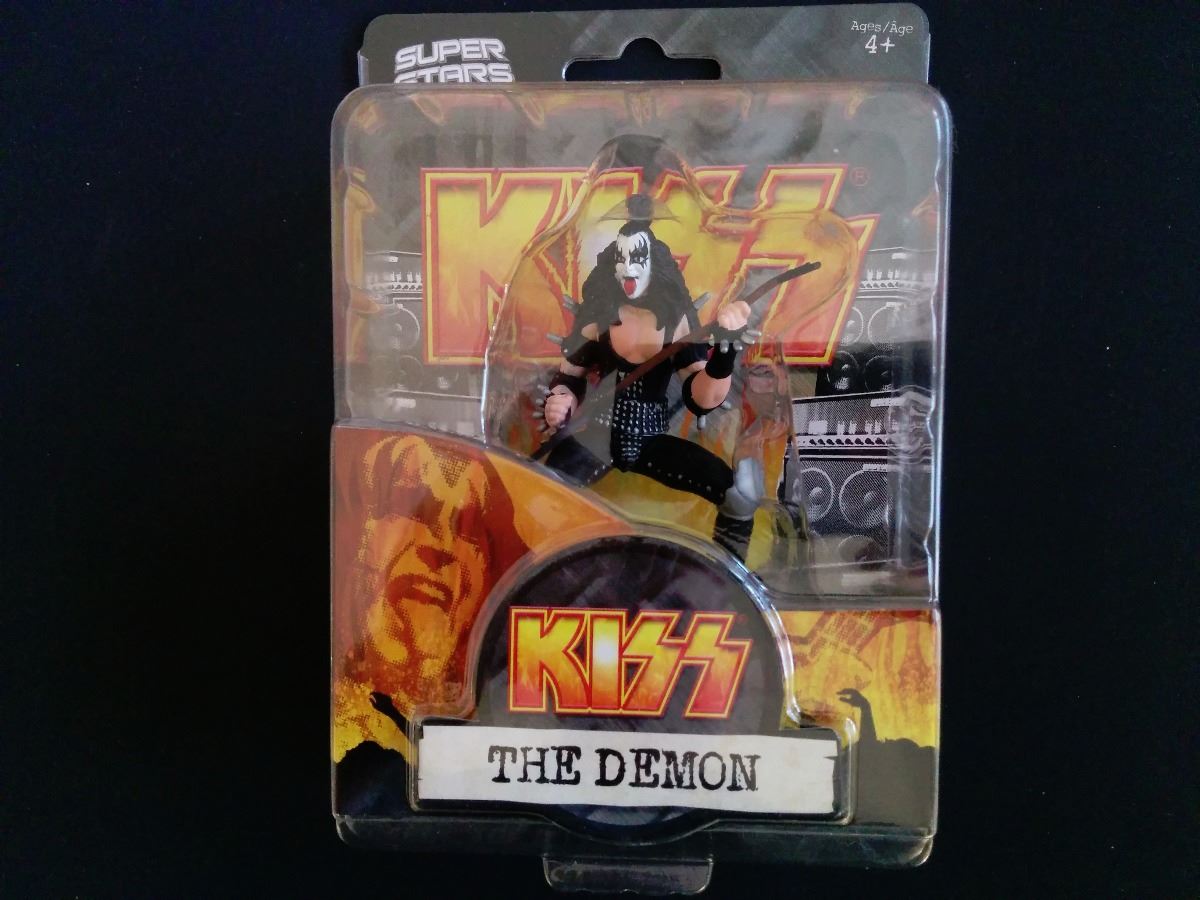 SUPER
STARS
Ages/Âge
4+
KISS®
KISS
THE DEMON